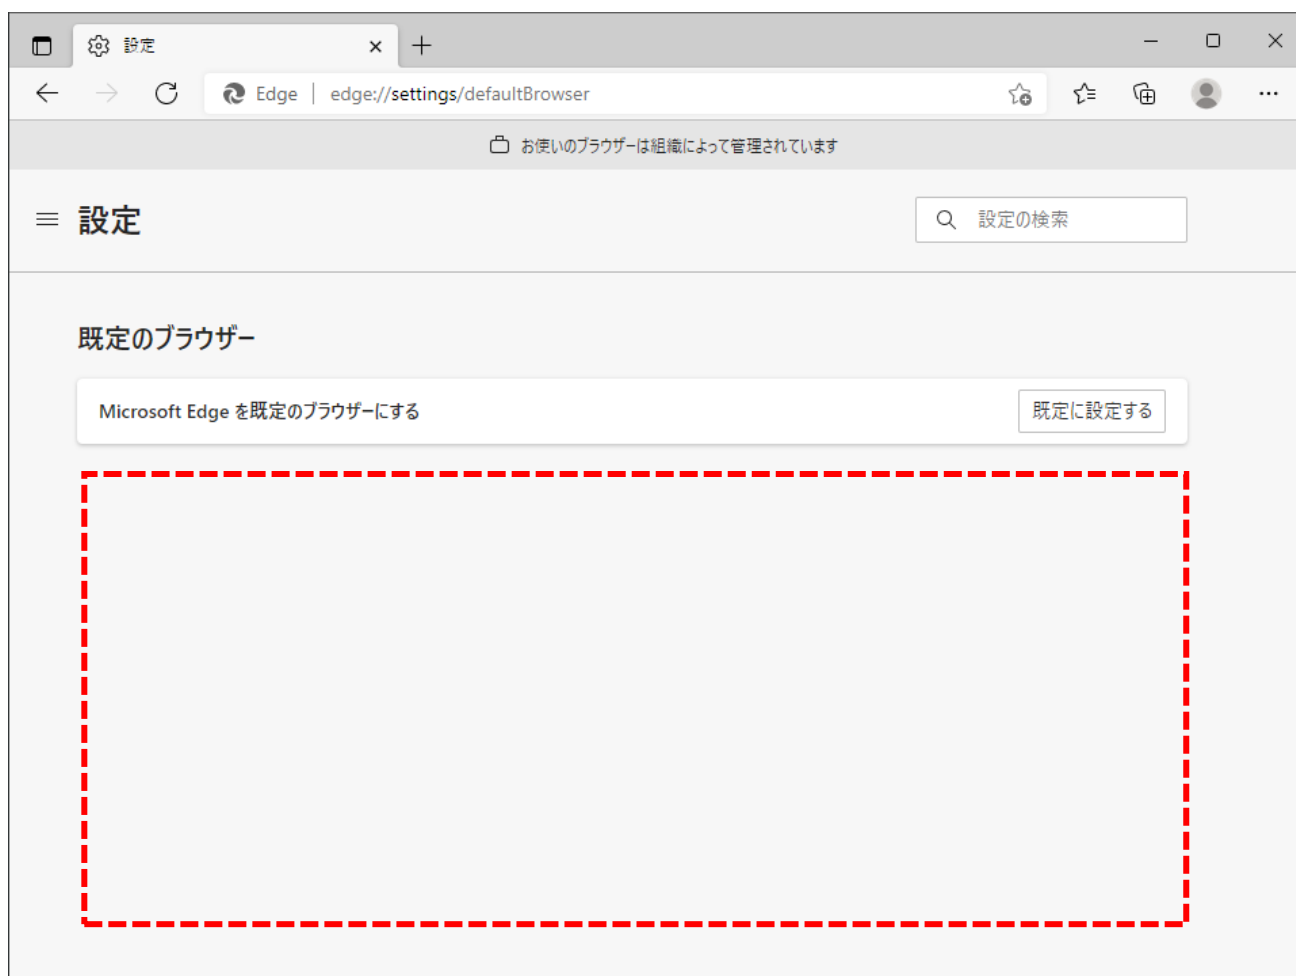 設定
Edge | edge://settings/defaultBrowser
お使いのブラウザーは組織によって管理されています
設定
設定の検索
既定のブラウザー
Microsoft Edge を既定のブラウザーにする
既定に設定する